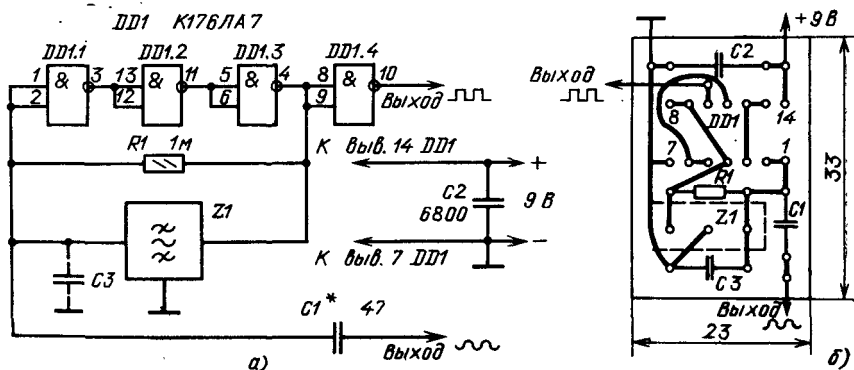 DD1 К176ЛА7
DD1.1 DD1.2 DD1.3 DD1.4
& & & &
1 3 13 11 5 4 8 10
2 12 6 9
Выход
R1 1м
К выв. 14 DD1 +
C2
6800
9 В
Z1
К выв. 7 DD1 –
C3
C1* 47
Выход
а)
+9 В
C2
Выход
8 DD1 14
7 1
R1
Z1
C1
C3
33
Выход
23
б)